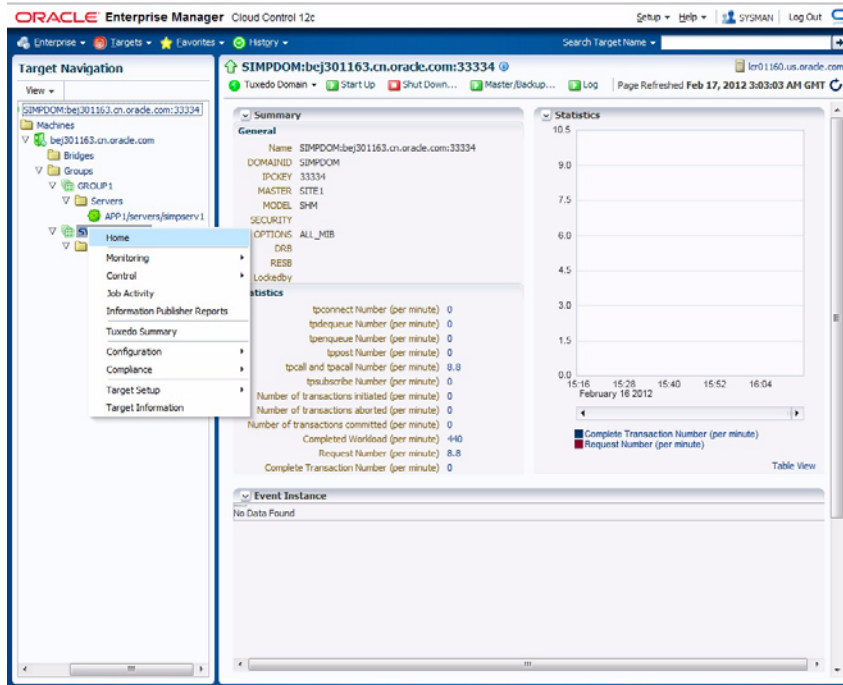 ORACLE Enterprise Manager Cloud Control 12c
Setup Help SYSMAN Log Out
Enterprise Targets Favorites History Search Target Name
Target Navigation
View
SIMPDOM:bej301163.cn.oracle.com:33334
Machines
bej301163.cn.oracle.com
Bridges
Groups
GROUP1
Servers
APP1/servers/simpserv1
Home
Monitoring
Control
Job Activity
Information Publisher Reports
Tuxedo Summary
Configuration
Compliance
Target Setup
Target Information
SIMPDOM:bej301163.cn.oracle.com:33334
lcr01160.us.oracle.com
Tuxedo Domain Start Up Shut Down... Master/Backup... Log Page Refreshed Feb 17, 2012 3:03:03 AM GMT
Summary
General
Name SIMPDOM:bej301163.cn.oracle.com:33334
DOMAINID SIMPDOM
IPCKEY 33334
MASTER SITE1
MODEL SHM
SECURITY
OPTIONS ALL_MIB
DRB
RESB
Lockedby
tpconnect Number (per minute) 0
tpdequeue Number (per minute) 0
tpenqueue Number (per minute) 0
tppost Number (per minute) 0
tpcall and tpacall Number (per minute) 8.8
tpsubscribe Number (per minute) 0
Number of transactions initiated (per minute) 0
Number of transactions aborted (per minute) 0
Number of transactions committed (per minute) 0
Completed Workload (per minute) 440
Request Number (per minute) 8.8
Complete Transaction Number (per minute) 0
Statistics
10.5
9.0
7.5
6.0
4.5
3.0
1.5
0.0
15:16 15:28 15:40 15:52 16:04
February 16 2012
Complete Transaction Number (per minute)
Request Number (per minute)
Table View
Event Instance
No Data Found